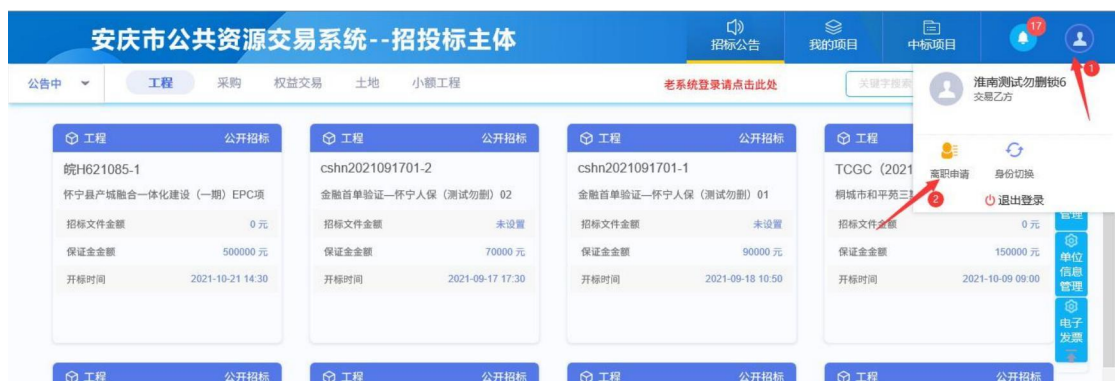 安庆市公共资源交易系统--招投标主体
招标公告
我的项目
中标项目
17
1
公告中
工程 采购 权益交易 土地 小额工程
老系统登录请点击此处
关键字搜索
淮南测试勿删锁6
交易乙方
离职申请 身份切换
2
退出登录
工程 公开招标
皖H621085-1
怀宁县产城融合一体化建设（一期）EPC项
招标文件金额 0 元
保证金金额 500000 元
开标时间 2021-10-21 14:30
工程 公开招标
cshn2021091701-2
金融首单验证—怀宁人保（测试勿删）02
招标文件金额 未设置
保证金金额 70000 元
开标时间 2021-09-17 17:30
工程 公开招标
cshn2021091701-1
金融首单验证—怀宁人保（测试勿删）01
招标文件金额 未设置
保证金金额 90000 元
开标时间 2021-09-18 10:50
工程
TCGC（2021
桐城市和平苑三
招标文件金额 0 元
保证金金额 150000 元
开标时间 2021-10-09 09:00
管理
单位
信息
管理
电子
发票
工程 公开招标
工程 公开招标
工程 公开招标
工程 公开招标